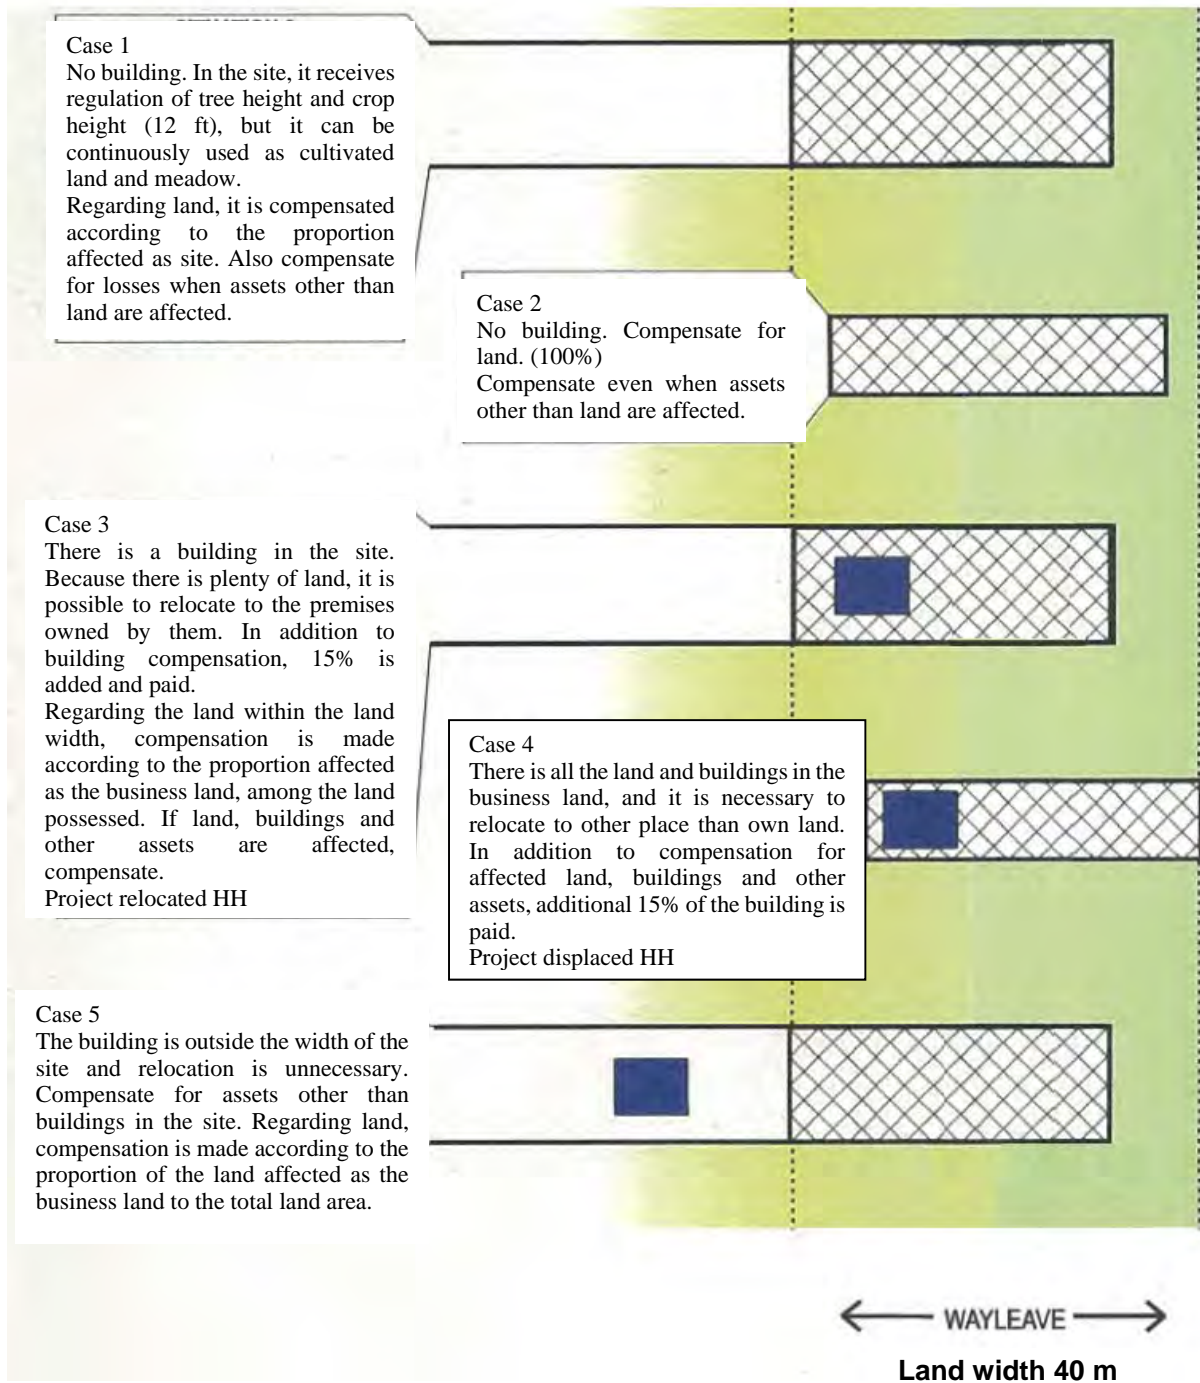 Case 1
No building. In the site, it receives
regulation of tree height and crop
height (12 ft), but it can be
continuously used as cultivated
land and meadow.
Regarding land, it is compensated
according to the proportion
affected as site. Also compensate
for losses when assets other than
land are affected.
Case 2
No building. Compensate for
land. (100%)
Compensate even when assets
other than land are affected.
Case 3
There is a building in the site.
Because there is plenty of land, it is
possible to relocate to the premises
owned by them. In addition to
building compensation, 15% is
added and paid.
Regarding the land within the land
width, compensation is made
according to the proportion affected
as the business land, among the land
possessed. If land, buildings and
other assets are affected,
compensate.
Project relocated HH
Case 4
There is all the land and buildings in the
business land, and it is necessary to
relocate to other place than own land.
In addition to compensation for
affected land, buildings and other
assets, additional 15% of the building is
paid.
Project displaced HH
Case 5
The building is outside the width of the
site and relocation is unnecessary.
Compensate for assets other than
buildings in the site. Regarding land,
compensation is made according to the
proportion of the land affected as the
business land to the total land area.
WAYLEAVE
Land width 40 m